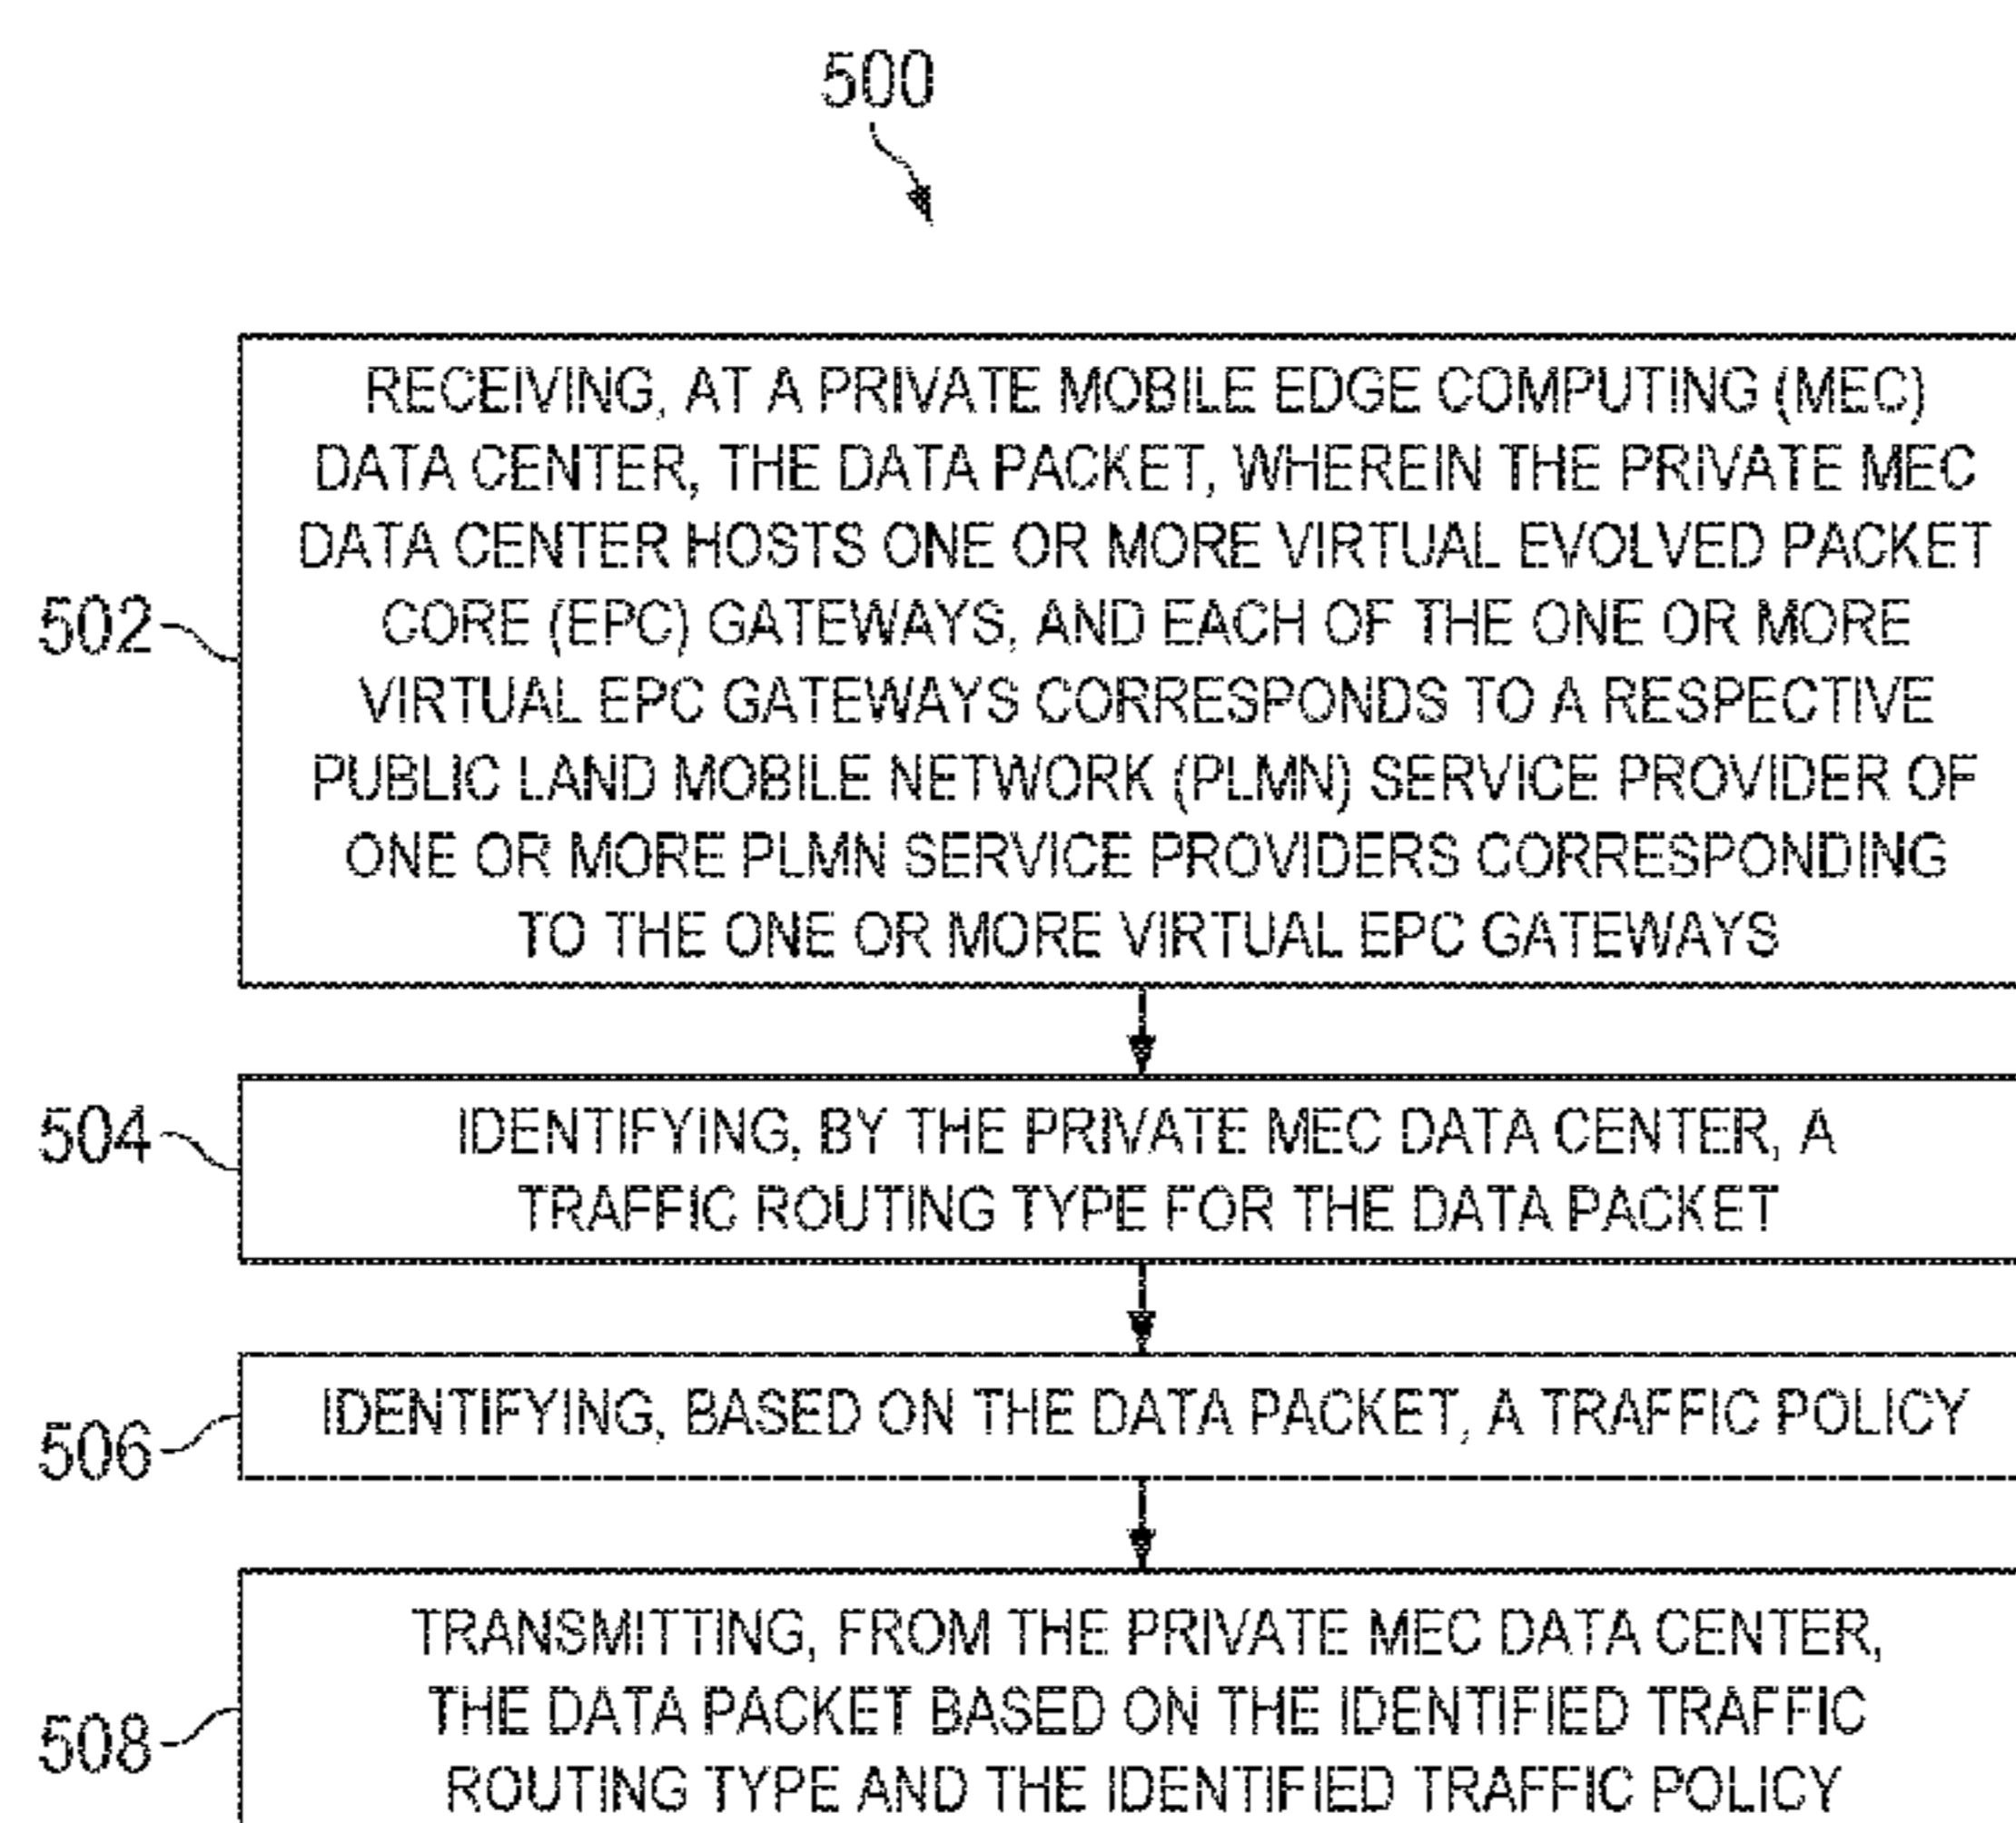 500
RECEIVING, AT A PRIVATE MOBILE EDGE COMPUTING (MEC)
DATA CENTER, THE DATA PACKET, WHEREIN THE PRIVATE MEC
DATA CENTER HOSTS ONE OR MORE VIRTUAL EVOLVED PACKET
CORE (EPC) GATEWAYS, AND EACH OF THE ONE OR MORE
VIRTUAL EPC GATEWAYS CORRESPONDS TO A RESPECTIVE
PUBLIC LAND MOBILE NETWORK (PLMN) SERVICE PROVIDER OF
ONE OR MORE PLMN SERVICE PROVIDERS CORRESPONDING
TO THE ONE OR MORE VIRTUAL EPC GATEWAYS
502
IDENTIFYING, BY THE PRIVATE MEC DATA CENTER, A
TRAFFIC ROUTING TYPE FOR THE DATA PACKET
504
IDENTIFYING, BASED ON THE DATA PACKET, A TRAFFIC POLICY
506
TRANSMITTING, FROM THE PRIVATE MEC DATA CENTER,
THE DATA PACKET BASED ON THE IDENTIFIED TRAFFIC
ROUTING TYPE AND THE IDENTIFIED TRAFFIC POLICY
508